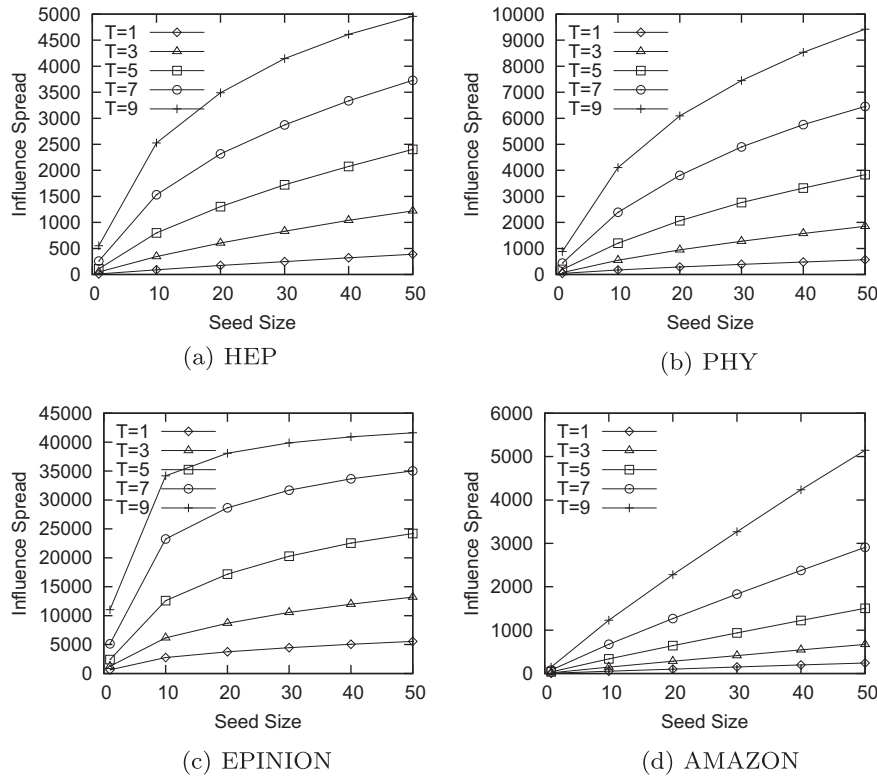 5000
4500
4000
3500
3000
2500
2000
1500
1000
500
0
Influence Spread
T=1
T=3
T=5
T=7
T=9
0 10 20 30 40 50
Seed Size
(a) HEP
10000
9000
8000
7000
6000
5000
4000
3000
2000
1000
0
Influence Spread
T=1
T=3
T=5
T=7
T=9
0 10 20 30 40 50
Seed Size
(b) PHY
45000
40000
35000
30000
25000
20000
15000
10000
5000
0
Influence Spread
T=1
T=3
T=5
T=7
T=9
0 10 20 30 40 50
Seed Size
(c) EPINION
6000
5000
4000
3000
2000
1000
0
Influence Spread
T=1
T=3
T=5
T=7
T=9
0 10 20 30 40 50
Seed Size
(d) AMAZON